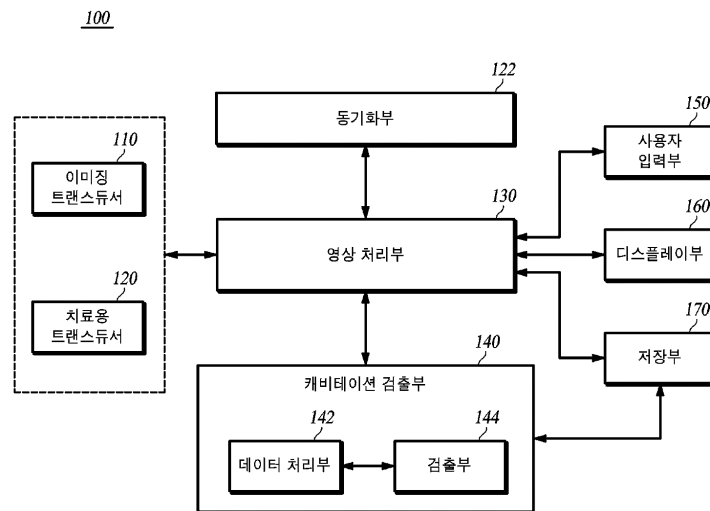 100
122
동기화부
110
이미징
트랜스듀서
120
치료용
트랜스듀서
130
영상 처리부
150
사용자
입력부
160
디스플레이부
170
저장부
140
캐비테이션 검출부
142
데이터 처리부
144
검출부